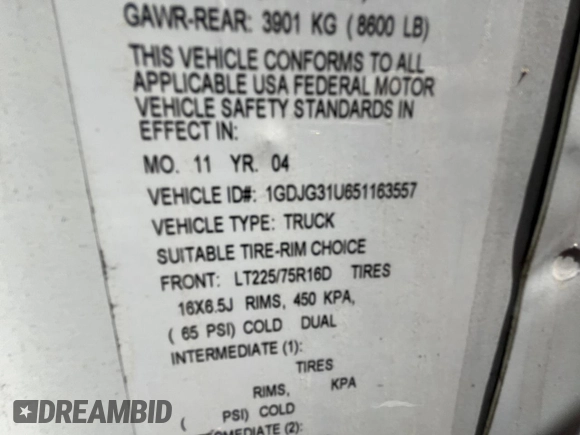 GAWR-REAR: 3901 KG (8600 LB)
THIS VEHICLE CONFORMS TO ALL
APPLICABLE USA FEDERAL MOTOR
VEHICLE SAFETY STANDARDS IN
EFFECT IN:
MO. 11 YR. 04
VEHICLE ID#: 1GDJG31U651163557
VEHICLE TYPE: TRUCK
SUITABLE TIRE-RIM CHOICE
FRONT: LT225/75R16D TIRES
16X6.5J RIMS, 450 KPA,
( 65 PSI) COLD DUAL
INTERMEDIATE (1):
TIRES
RIMS, KPA
( PSI) COLD
INTERMEDIATE (2):
DREAMBID